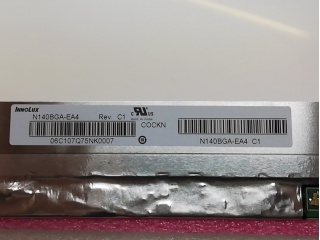 INNOLUX
N140BGA-EA4 Rev. C1
COCKN
06C107Q75NK0007
N140BGA-EA4 C1